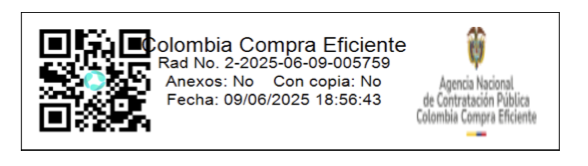 Colombia Compra Eficiente
Rad No. 2-2025-06-09-005759
Anexos: No Con copia: No
Fecha: 09/06/2025 18:56:43
Agencia Nacional
de Contratación Pública
Colombia Compra Eficiente